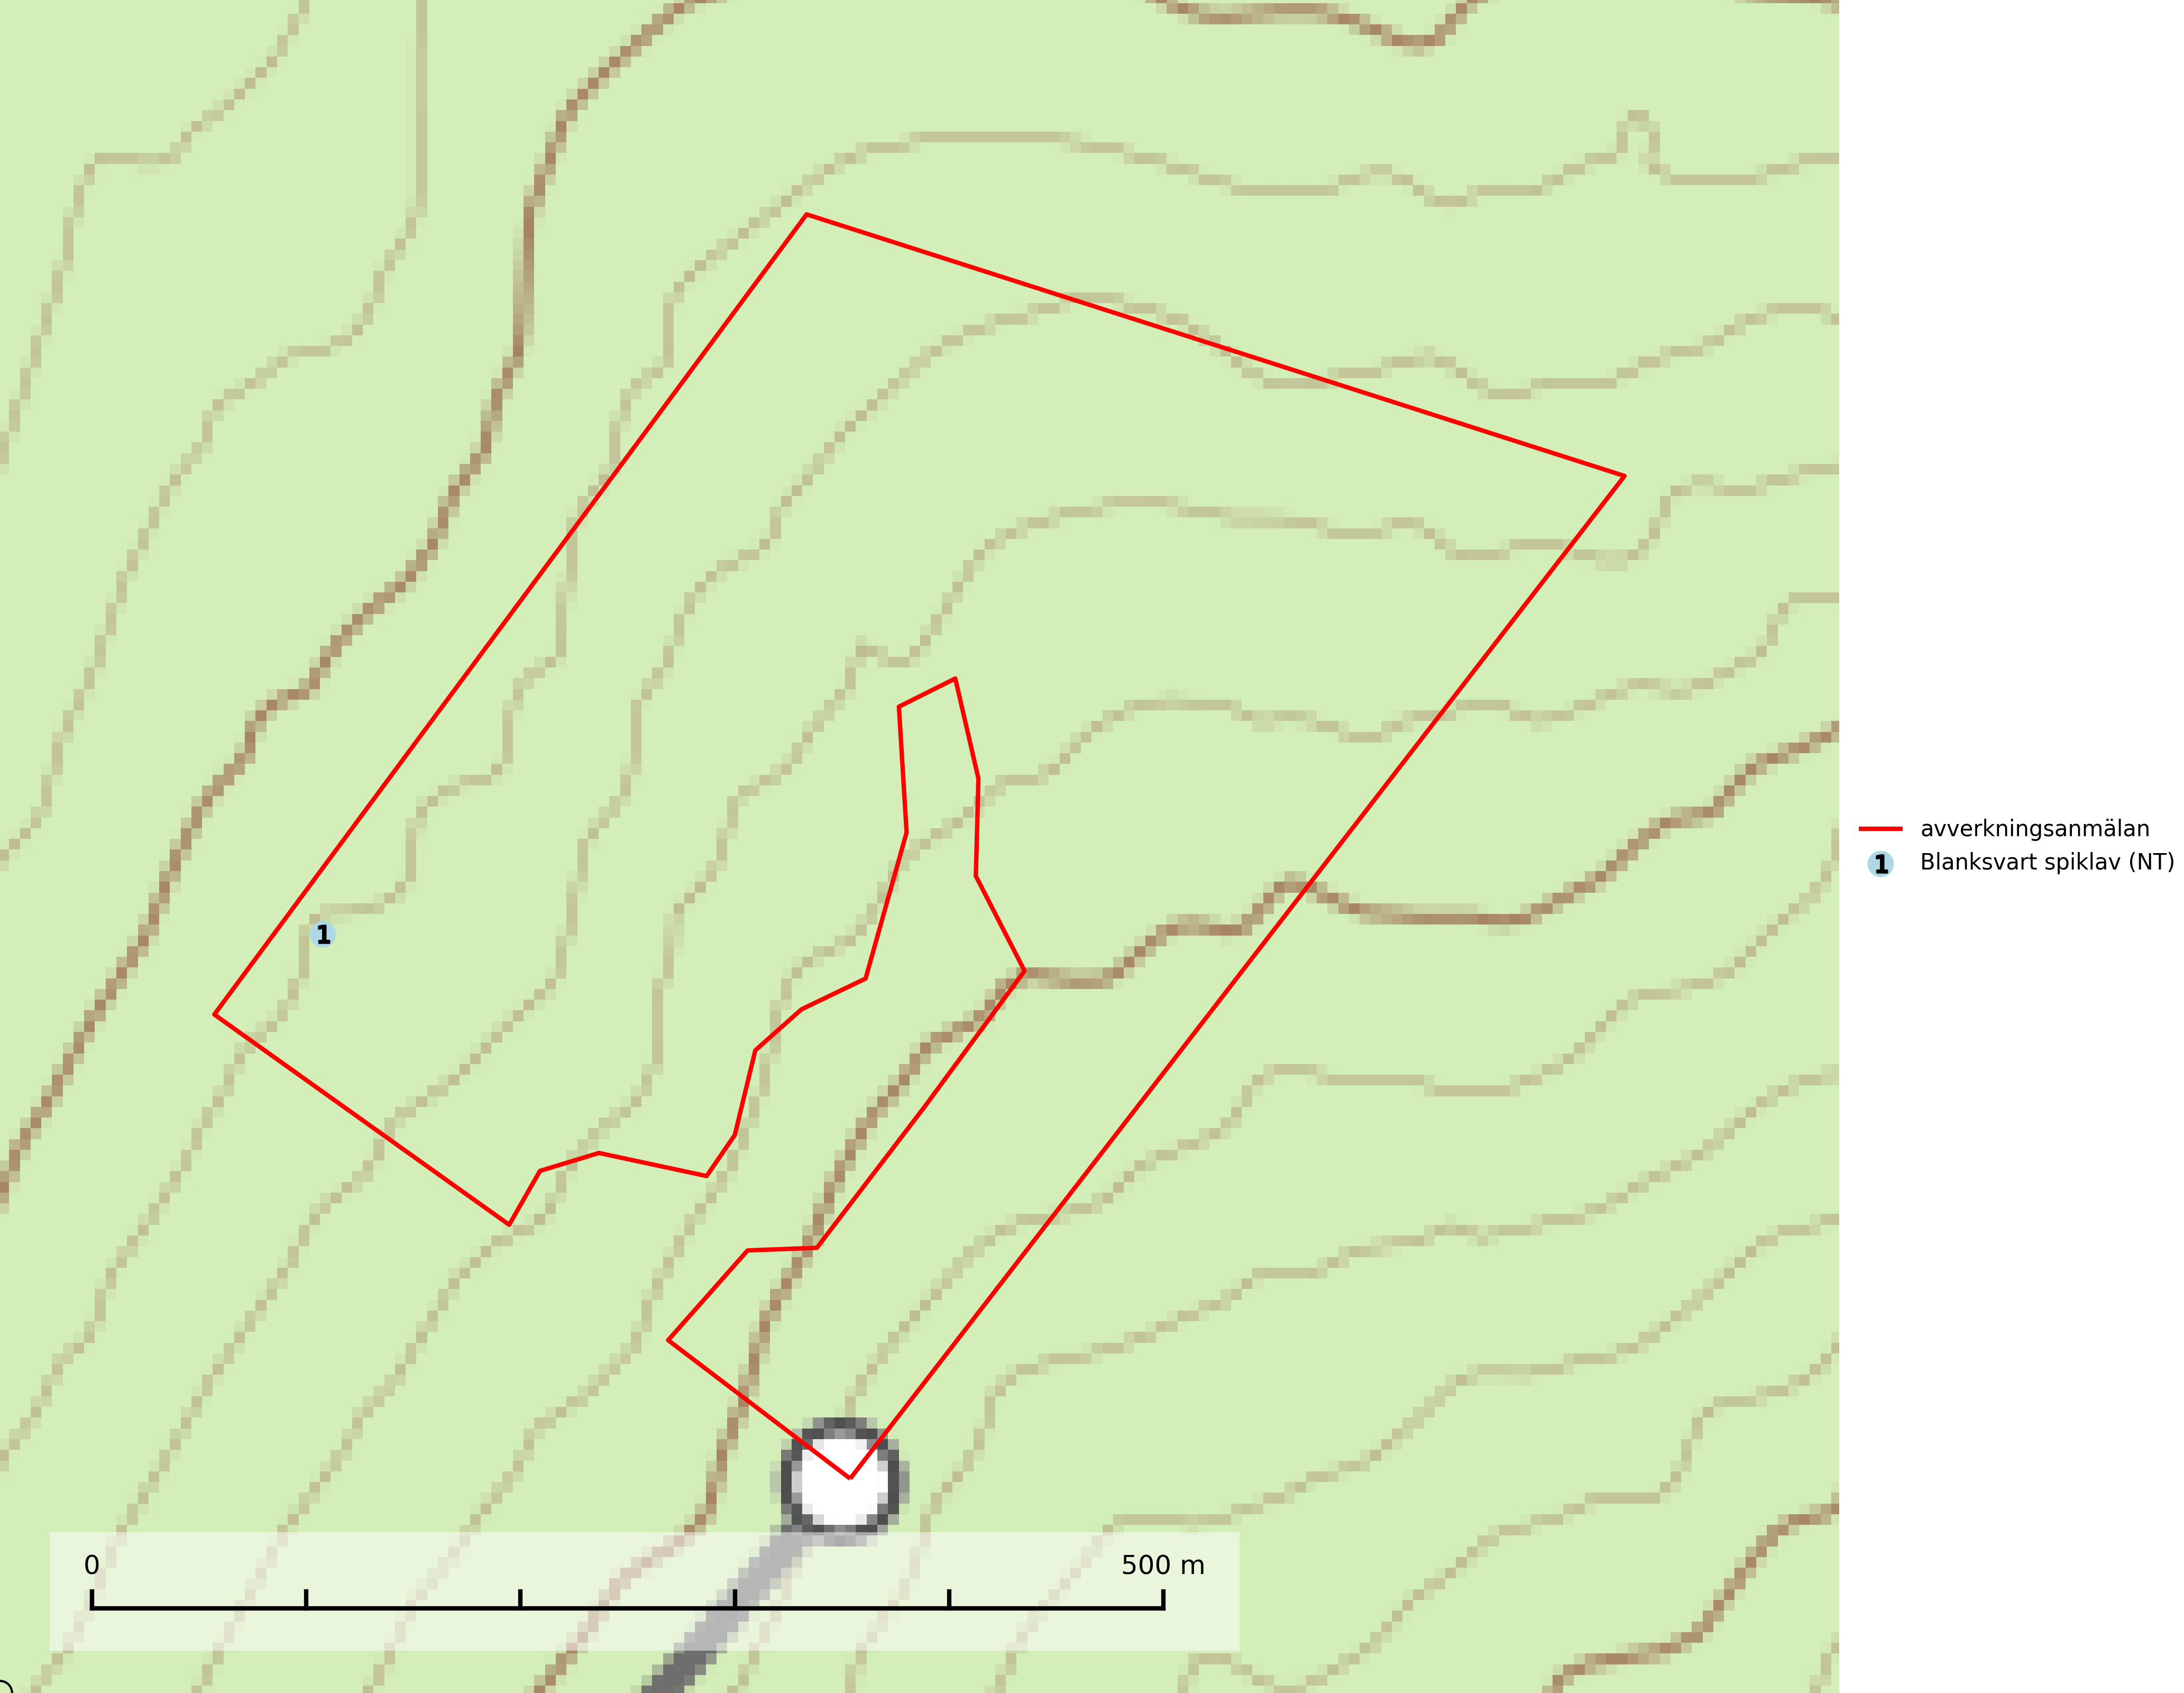 1
avverkningsanmälan
1 Blanksvart spiklav (NT)
0 500 m